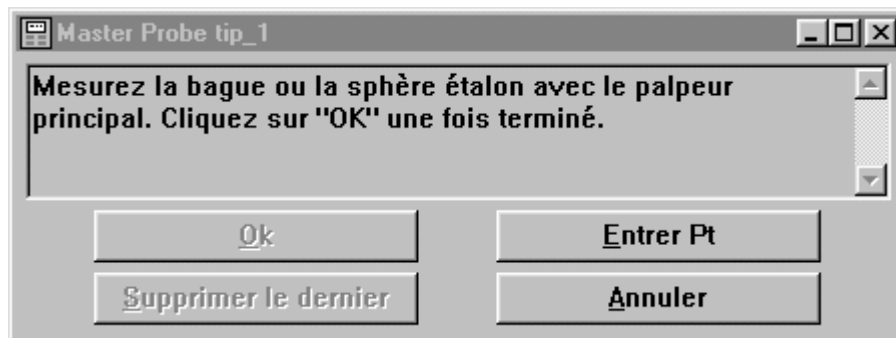 Master Probe tip_1
Mesurez la bague ou la sphère étalon avec le palpeur
principal. Cliquez sur "OK" une fois terminé.
Ok
Entrer Pt
Supprimer le dernier
Annuler